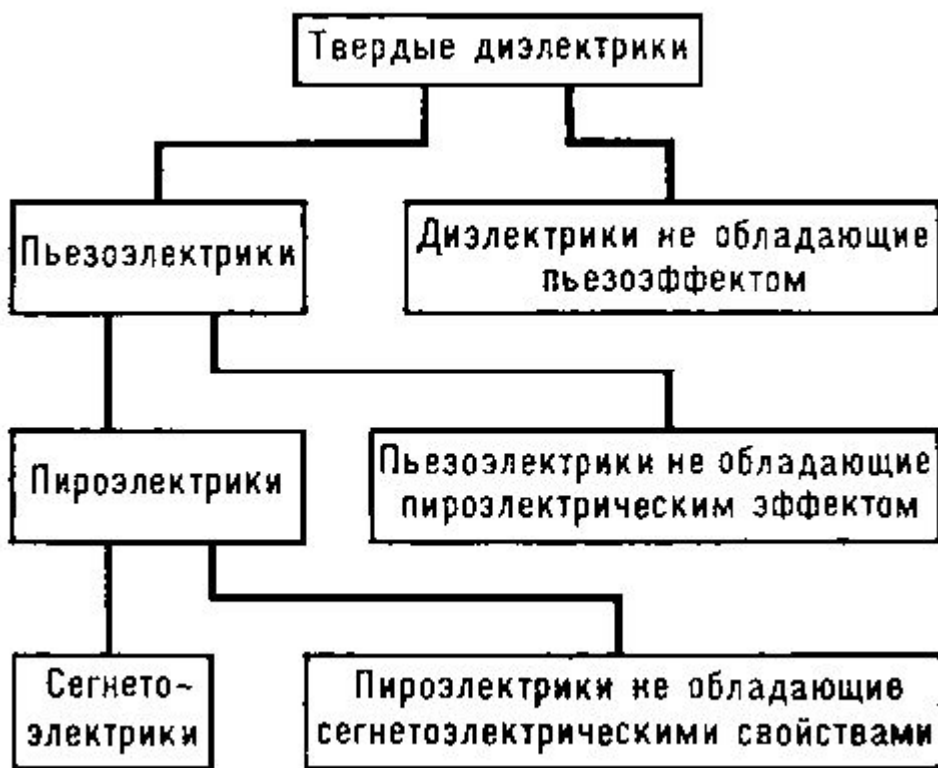 Твердые диэлектрики
Пьезоэлектрики
Диэлектрики не обладающие
пьезоэффектом
Пироэлектрики
Пьезоэлектрики не обладающие
пироэлектрическим эффектом
Сегнето-
электрики
Пироэлектрики не обладающие
сегнетоэлектрическими свойствами